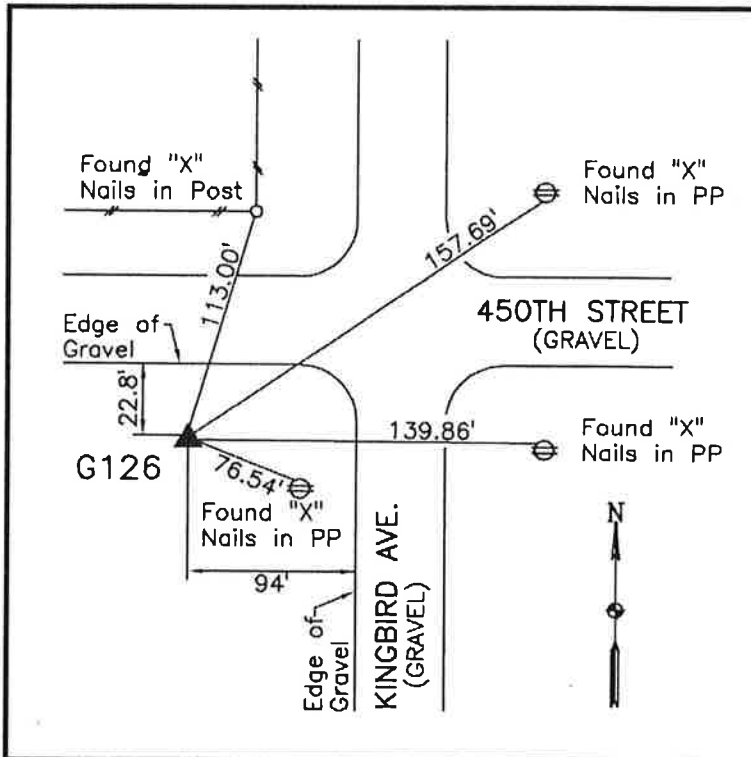 Found "X"
Nails in Post
Found "X"
Nails in PP
113.00'
157.69'
450TH STREET
(GRAVEL)
Edge of
Gravel
22.8'
139.86'
Found "X"
Nails in PP
G126
76.54'
Found "X"
Nails in PP
N
94'
Edge of
Gravel
KINGBIRD AVE.
(GRAVEL)